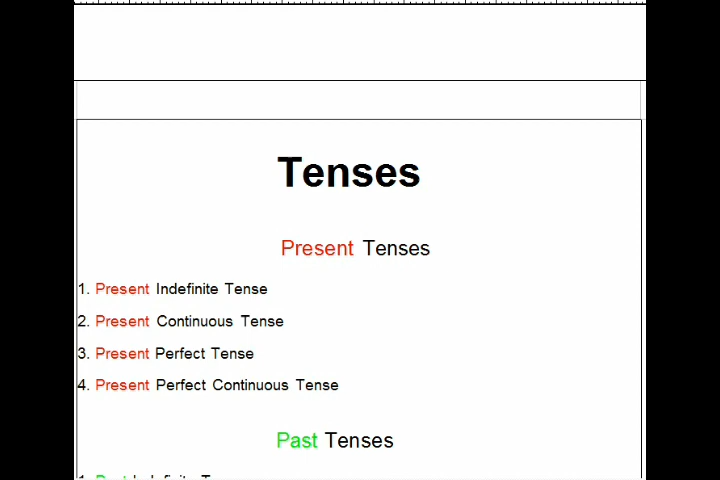 Tenses
Present Tenses
1. Present Indefinite Tense
2. Present Continuous Tense
3. Present Perfect Tense
4. Present Perfect Continuous Tense
Past Tenses